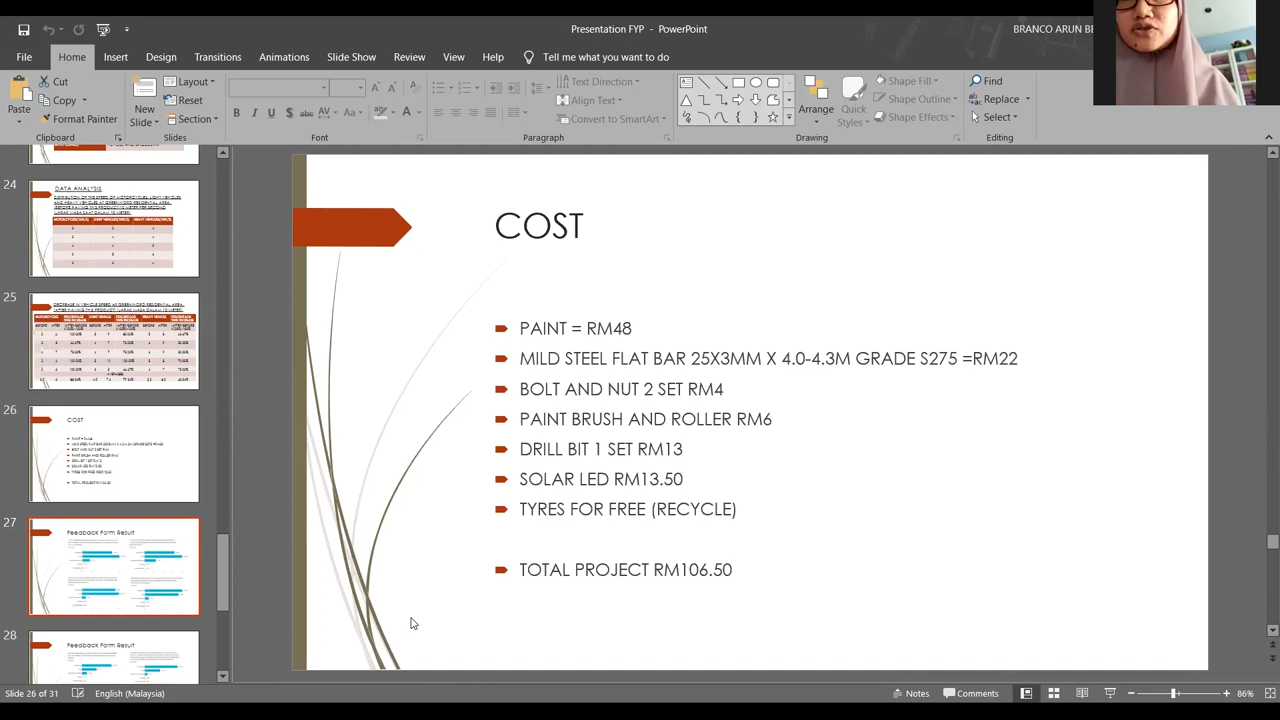 Presentation FYP - PowerPoint
BRANCO ARUN BE
File Home Insert Design Transitions Animations Slide Show Review View Help Tell me what you want to do
Cut
Copy
Format Painter
Paste
Clipboard
New
Slide
Layout
Reset
Section
Slides
Font
Text Direction
Align Text
Convert to SmartArt
Paragraph
Arrange
Quick
Styles
Shape Fill
Shape Outline
Shape Effects
Drawing
Find
Replace
Select
Editing
24
DATA ANALYSIS
25
26
COST
27
Feedback Form Result
28
Feedback Form Result
COST
PAINT = RM48
MILD STEEL FLAT BAR 25X3MM X 4.0-4.3M GRADE S275 =RM22
BOLT AND NUT 2 SET RM4
PAINT BRUSH AND ROLLER RM6
DRILL BIT 1 SET RM13
SOLAR LED RM13.50
TYRES FOR FREE (RECYCLE)
TOTAL PROJECT RM106.50
Slide 26 of 31 English (Malaysia) Notes Comments 86%